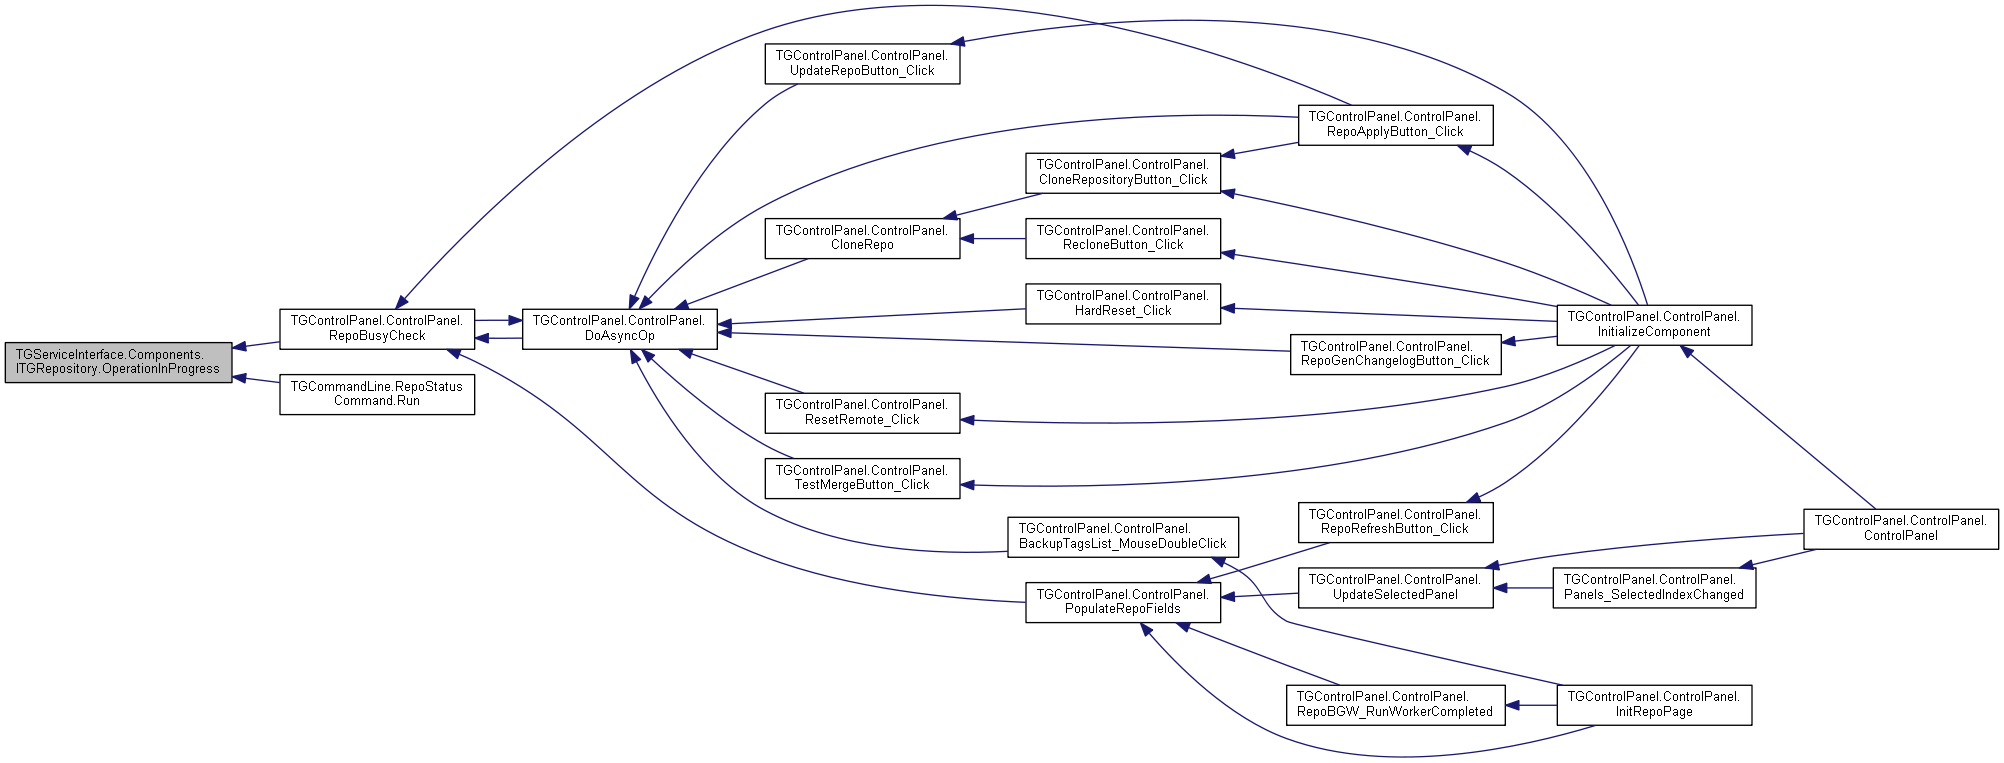 TGServiceInterface.Components.
ITGRepository.OperationInProgress
TGControlPanel.ControlPanel.
RepoBusyCheck
TGCommandLine.RepoStatus
Command.Run
TGControlPanel.ControlPanel.
DoAsyncOp
TGControlPanel.ControlPanel.
UpdateRepoButton_Click
TGControlPanel.ControlPanel.
CloneRepo
TGControlPanel.ControlPanel.
ResetRemote_Click
TGControlPanel.ControlPanel.
TestMergeButton_Click
TGControlPanel.ControlPanel.
CloneRepositoryButton_Click
TGControlPanel.ControlPanel.
RecloneButton_Click
TGControlPanel.ControlPanel.
HardReset_Click
TGControlPanel.ControlPanel.
BackupTagsList_MouseDoubleClick
TGControlPanel.ControlPanel.
PopulateRepoFields
TGControlPanel.ControlPanel.
RepoApplyButton_Click
TGControlPanel.ControlPanel.
RepoGenChangelogButton_Click
TGControlPanel.ControlPanel.
RepoRefreshButton_Click
TGControlPanel.ControlPanel.
UpdateSelectedPanel
TGControlPanel.ControlPanel.
RepoBGW_RunWorkerCompleted
TGControlPanel.ControlPanel.
InitializeComponent
TGControlPanel.ControlPanel.
Panels_SelectedIndexChanged
TGControlPanel.ControlPanel.
InitRepoPage
TGControlPanel.ControlPanel.
ControlPanel